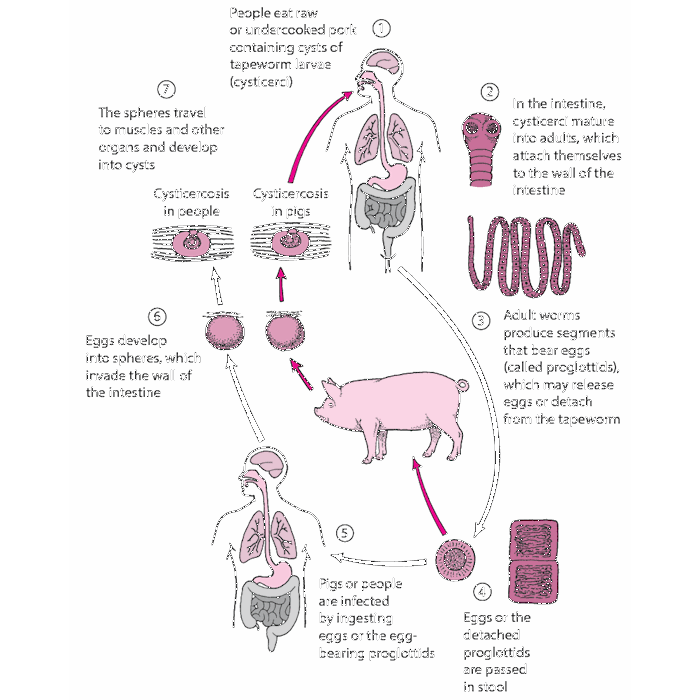 1
People eat raw
or undercooked pork
containing cysts of
tapeworm larvae
(cysticerci)
2
In the intestine,
cysticerci mature
into adults, which
attach themselves
to the wall of the
intestine
3
Adult worms
produce segments
that bear eggs
(called proglottids),
which may release
eggs or detach
from the tapeworm
4
Eggs or the
detached
proglottids
are passed
in stool
5
Pigs or people
are infected
by ingesting
eggs or the egg-
bearing proglottids
6
Eggs develop
into spheres, which
invade the wall of
the intestine
7
The spheres travel
to muscles and other
organs and develop
into cysts
Cysticercosis
in people
Cysticercosis
in pigs